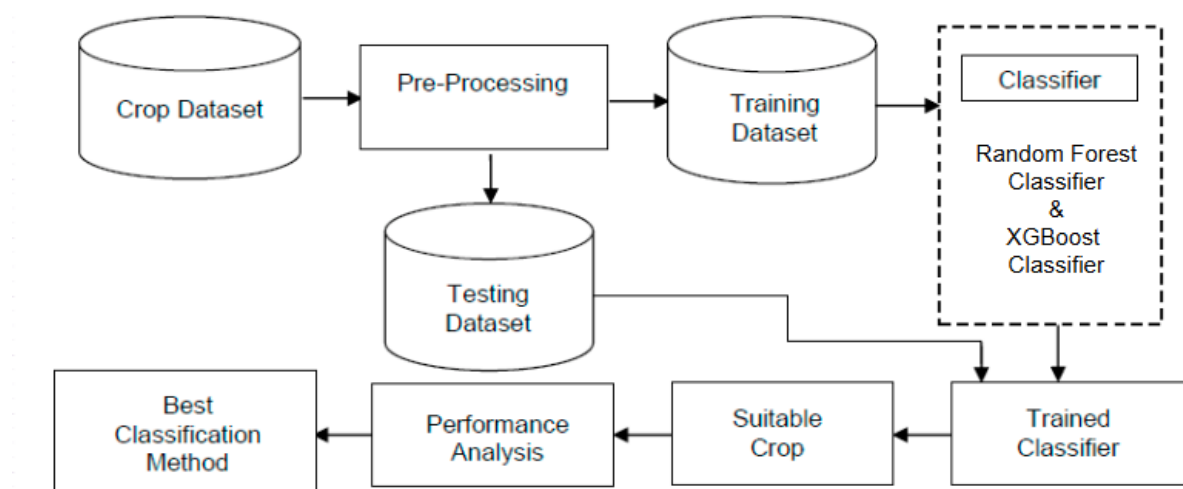 Crop Dataset
Pre-Processing
Training
Dataset
Classifier
Random Forest
Classifier
&
XGBoost
Classifier
Testing
Dataset
Best
Classification
Method
Performance
Analysis
Suitable
Crop
Trained
Classifier